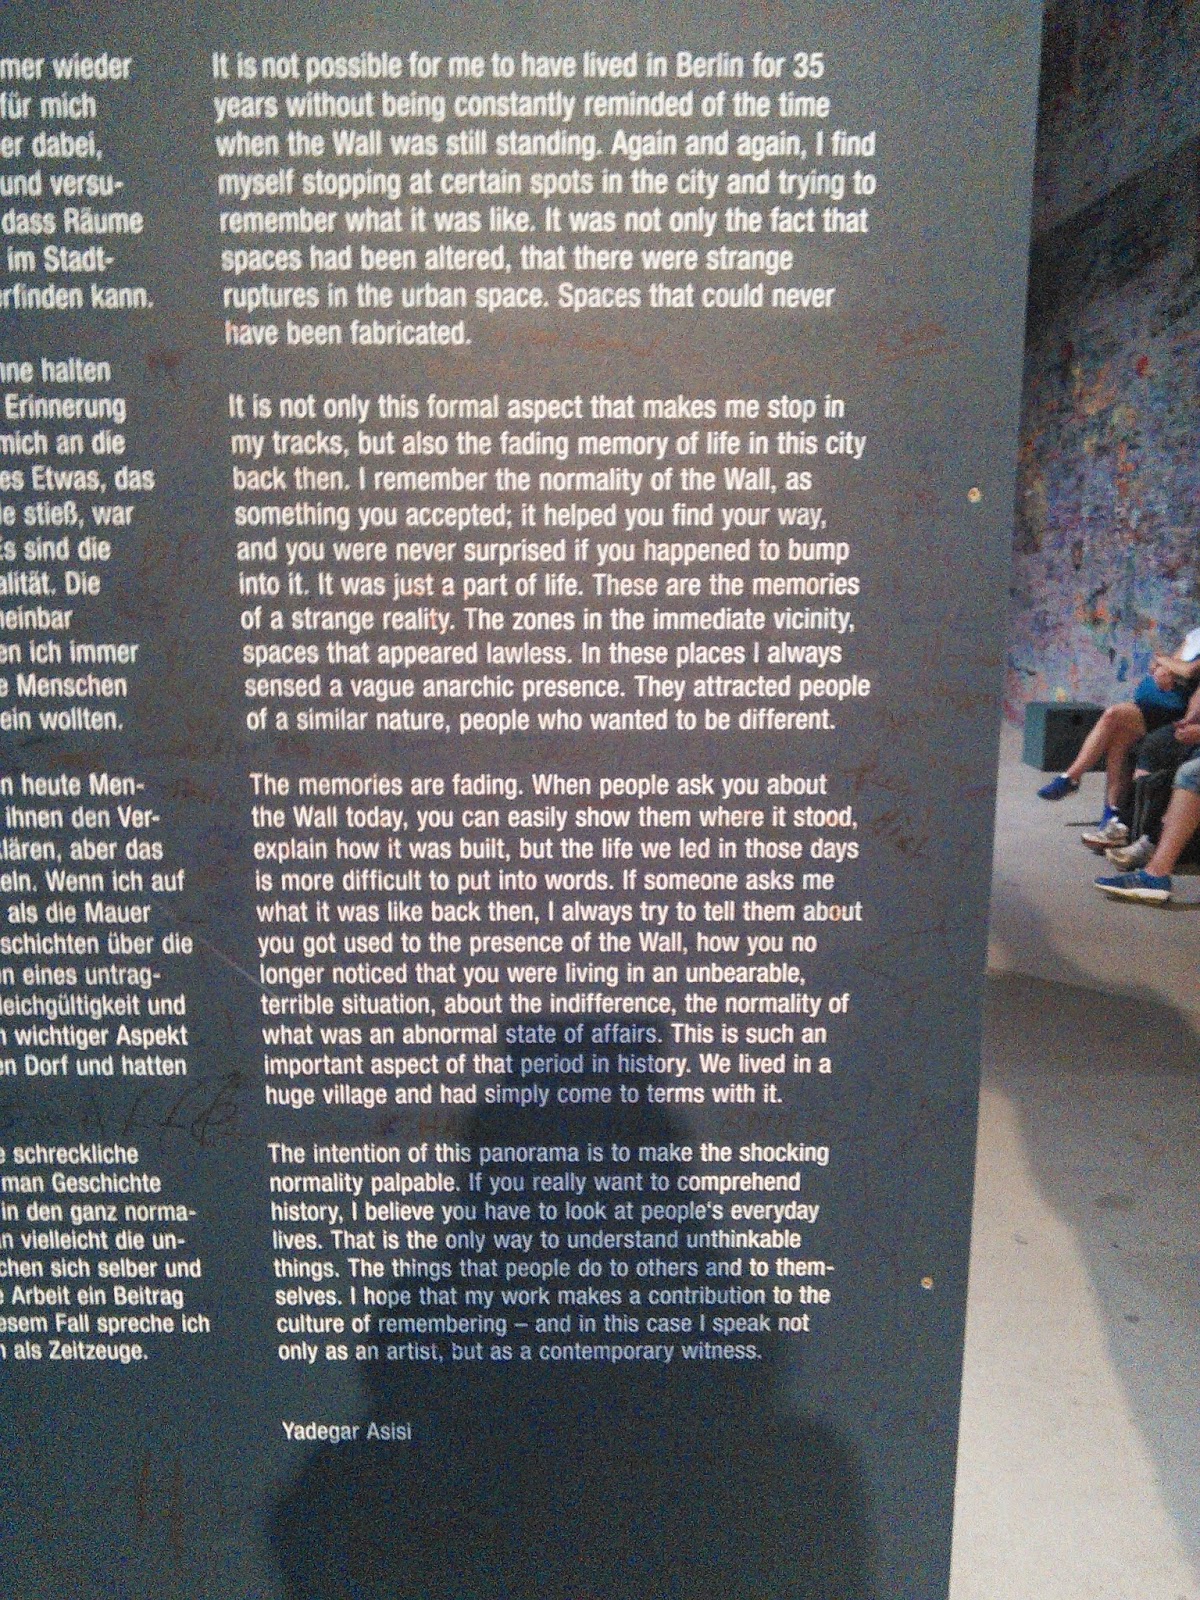 mer wieder
für mich
er dabei,
und versu-
dass Räume
im Stadt-
erfinden kann.
nne halten
Erinnerung
mich an die
es Etwas, das
stieß, war
sind die
Die
en ich immer
Menschen
ein wollten.
n heute Men-
ihnen den Ver-
lären, aber das
eln. Wenn ich auf
als die Mauer
schichten über die
n eines untrag-
leichgültigkeit und
wichtiger Aspekt
en Dorf und hatten
schreckliche
man Geschichte
in den ganz norma-
n vielleicht die un-
chen sich selber und
Arbeit ein Beitrag
esem Fall spreche ich
als Zeitzeuge.
It is not possible for me to have lived in Berlin for 35
years without being constantly reminded of the time
when the Wall was still standing. Again and again, I find
myself stopping at certain spots in the city and trying to
remember what it was like. It was not only the fact that
spaces had been altered, that there were strange
ruptures in the urban space. Spaces that could never
have been fabricated.
It is not only this formal aspect that makes me stop in
my tracks, but also the fading memory of life in this city
back then. I remember the normality of the Wall, as
something you accepted; it helped you find your way,
and you were never surprised if you happened to bump
into it. It was just a part of life. These are the memories
of a strange reality. The zones in the immediate vicinity,
spaces that appeared lawless. In these places I always
sensed a vague anarchic presence. They attracted people
of a similar nature, people who wanted to be different.
The memories are fading. When people ask you about
the Wall today, you can easily show them where it stood,
explain how it was built, but the life we led in those days
is more difficult to put into words. If someone asks me
what it was like back then, I always try to tell them about
you got used to the presence of the Wall, how you no
longer noticed that you were living in an unbearable,
terrible situation, about the indifference, the normality of
what was an abnormal state of affairs. This is such an
important aspect of that period in history. We lived in a
huge village and had simply come to terms with it.
The intention of this panorama is to make the shocking
normality palpable. If you really want to comprehend
history, I believe you have to look at people‘s everyday
lives. That is the only way to understand unthinkable
things. The things that people do to others and to them-
selves. I hope that my work makes a contribution to the
culture of remembering – and in this case I speak not
only as an artist, but as a contemporary witness.
Yadegar Asisi